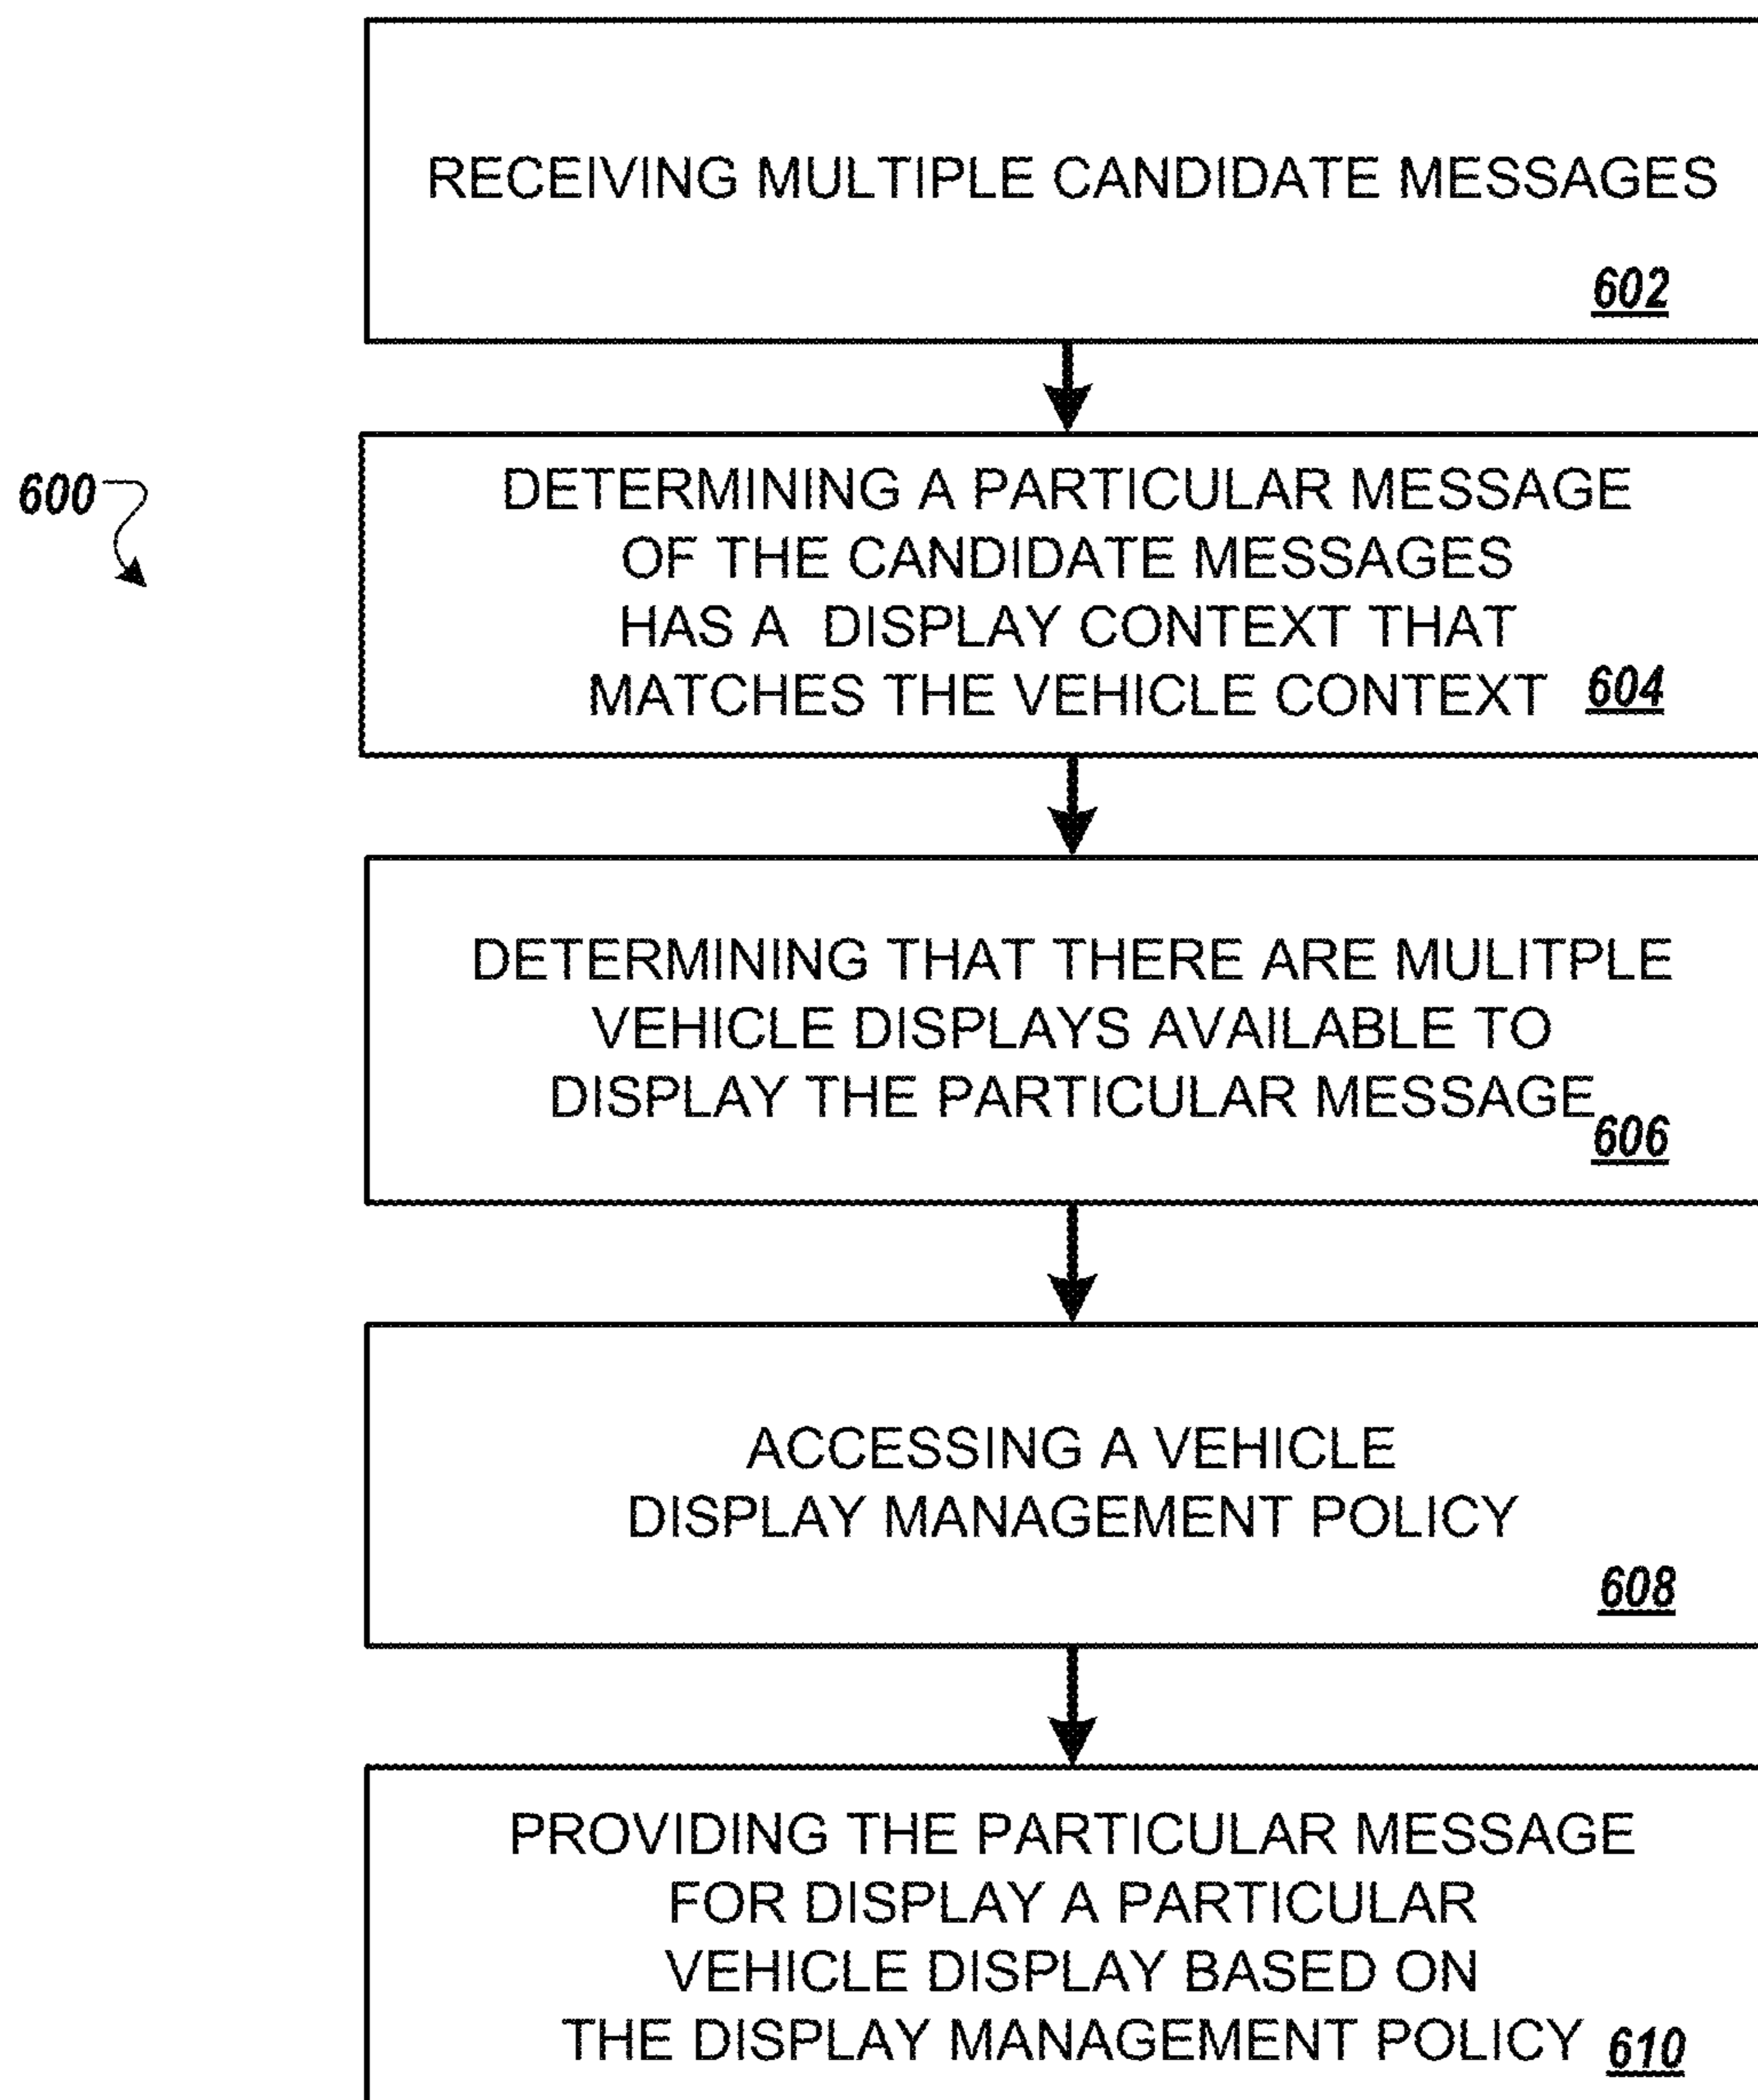 RECEIVING MULTIPLE CANDIDATE MESSAGES
602
600
DETERMINING A PARTICULAR MESSAGE
OF THE CANDIDATE MESSAGES
HAS A DISPLAY CONTEXT THAT
MATCHES THE VEHICLE CONTEXT 604
DETERMINING THAT THERE ARE MULITPLE
VEHICLE DISPLAYS AVAILABLE TO
DISPLAY THE PARTICULAR MESSAGE
606
ACCESSING A VEHICLE
DISPLAY MANAGEMENT POLICY
608
PROVIDING THE PARTICULAR MESSAGE
FOR DISPLAY A PARTICULAR
VEHICLE DISPLAY BASED ON
THE DISPLAY MANAGEMENT POLICY 610